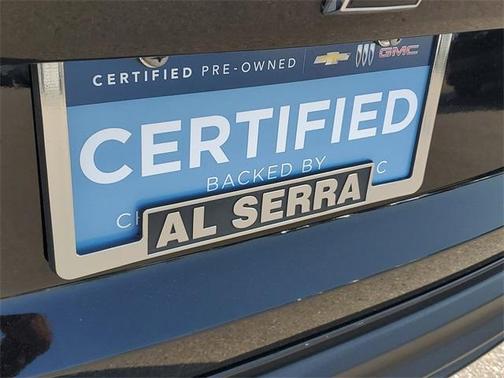 CERTIFIED PRE-OWNED GMC
CERTIFIED
BACKED BY
AL SERRA